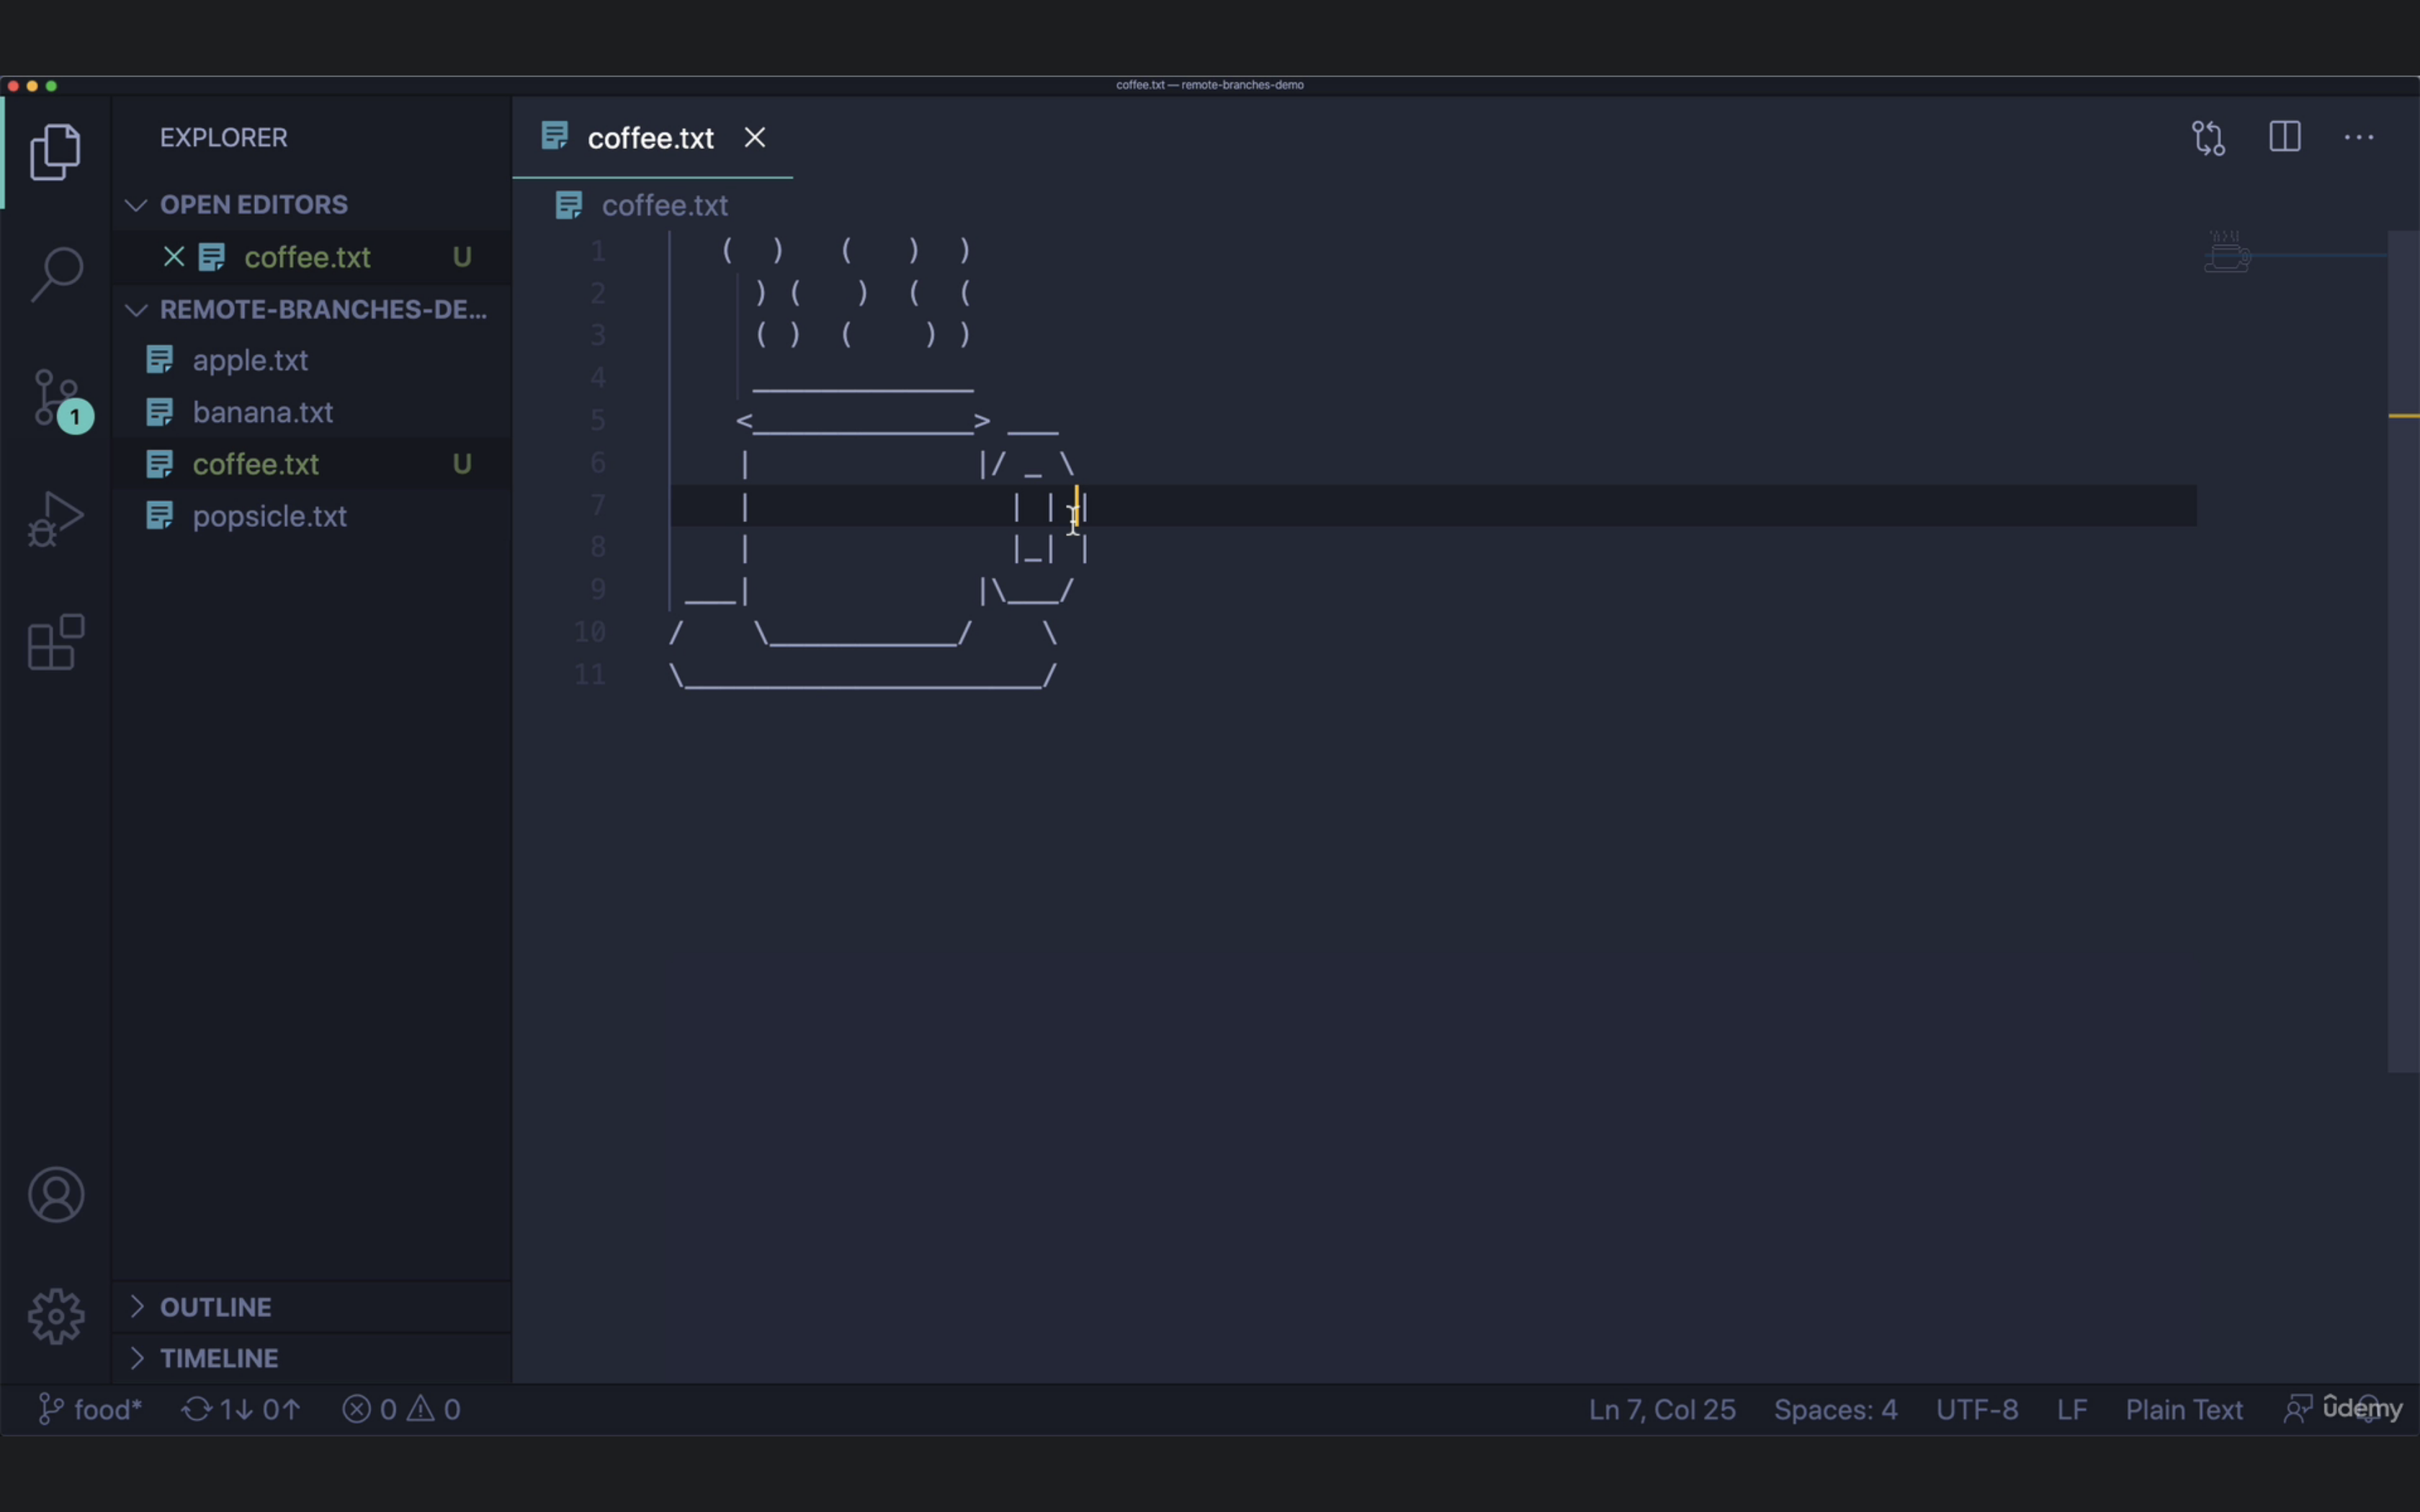 coffee.txt — remote-branches-demo
EXPLORER
OPEN EDITORS
coffee.txt U
REMOTE-BRANCHES-DE...
apple.txt
banana.txt
coffee.txt U
popsicle.txt
OUTLINE
TIMELINE
coffee.txt
coffee.txt
1    (  )   (   )  )
2      ) (    )  (  (
3      ( )  (    ) )
4      _____________
5     <_____________> ___
6     |             |/ _ \
7     |               | | |
8     |               |_| |
9  ___|             |\___/
10 /    \___________/    \
11 \_____________________/
1
food* 1↓ 0↑ 0 0
Ln 7, Col 25 Spaces: 4 UTF-8 LF Plain Text
ûdemy